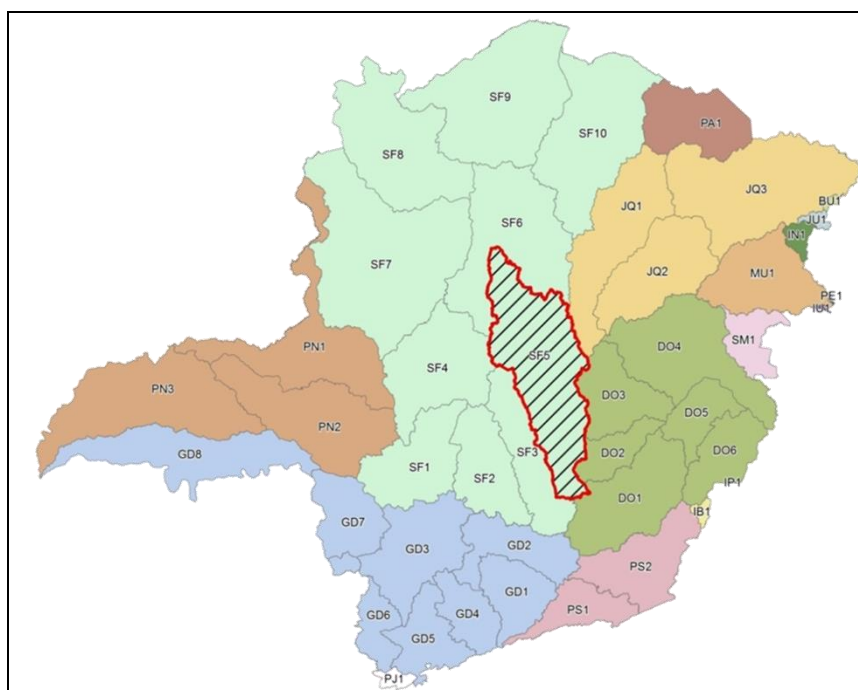 SF9
PA1
SF10
SF8
JQ3
JQ1
BU1
JU1
SF6
IN1
SF7
JQ2
MU1
PE1
IU1
SM1
PN1
DO4
SF5
SF4
PN3
DO3
PN2
DO5
SF3
DO2
DO6
GD8
SF1
SF2
IP1
DO1
IB1
GD7
GD2
GD3
PS2
GD1
PS1
GD6
GD4
GD5
PJ1